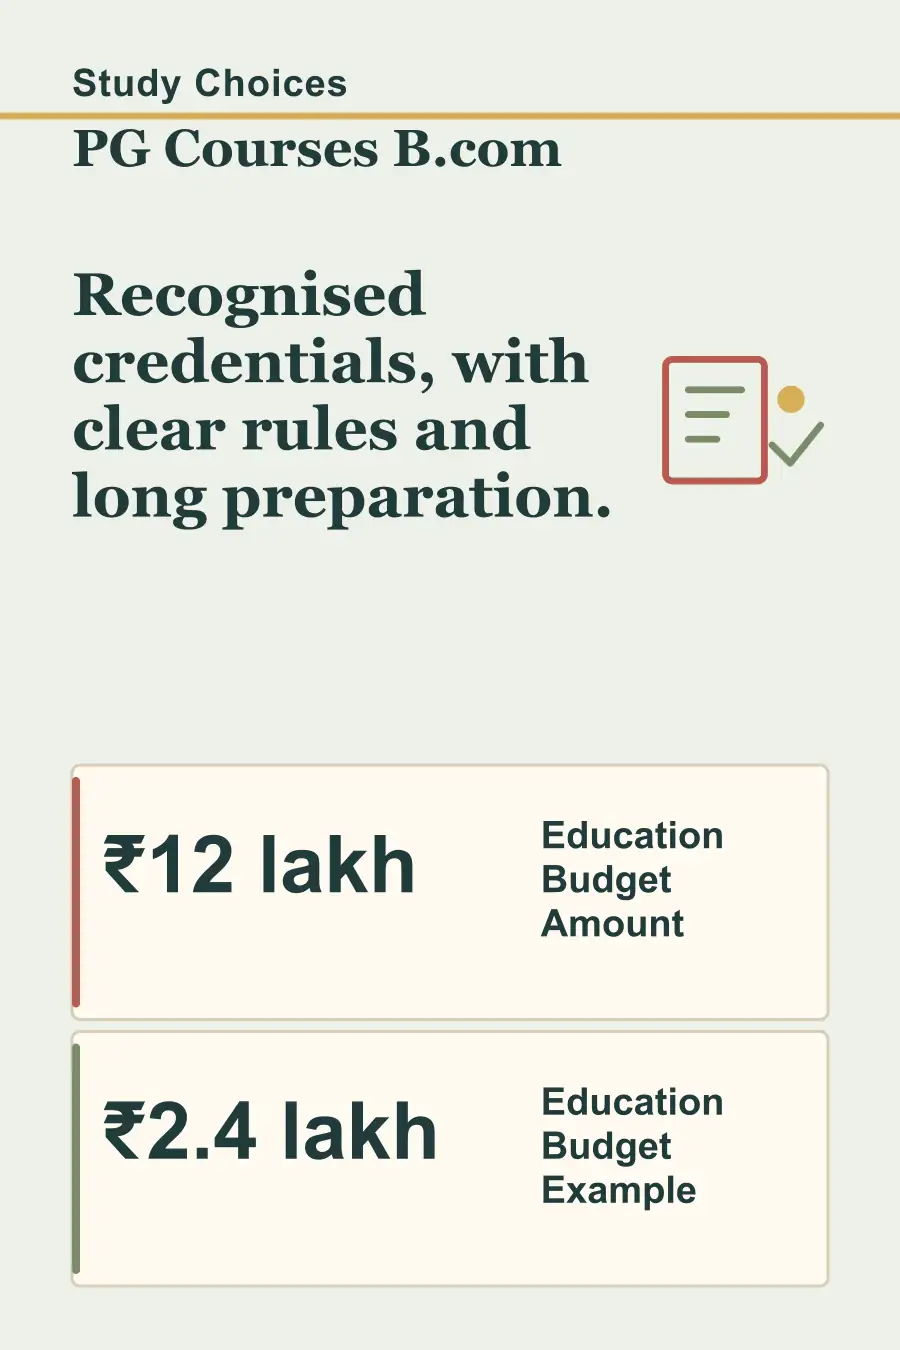 Study Choices
PG Courses B.com
Recognised
credentials, with
clear rules and
long preparation.
₹12 lakh
Education
Budget
Amount
₹2.4 lakh
Education
Budget
Example